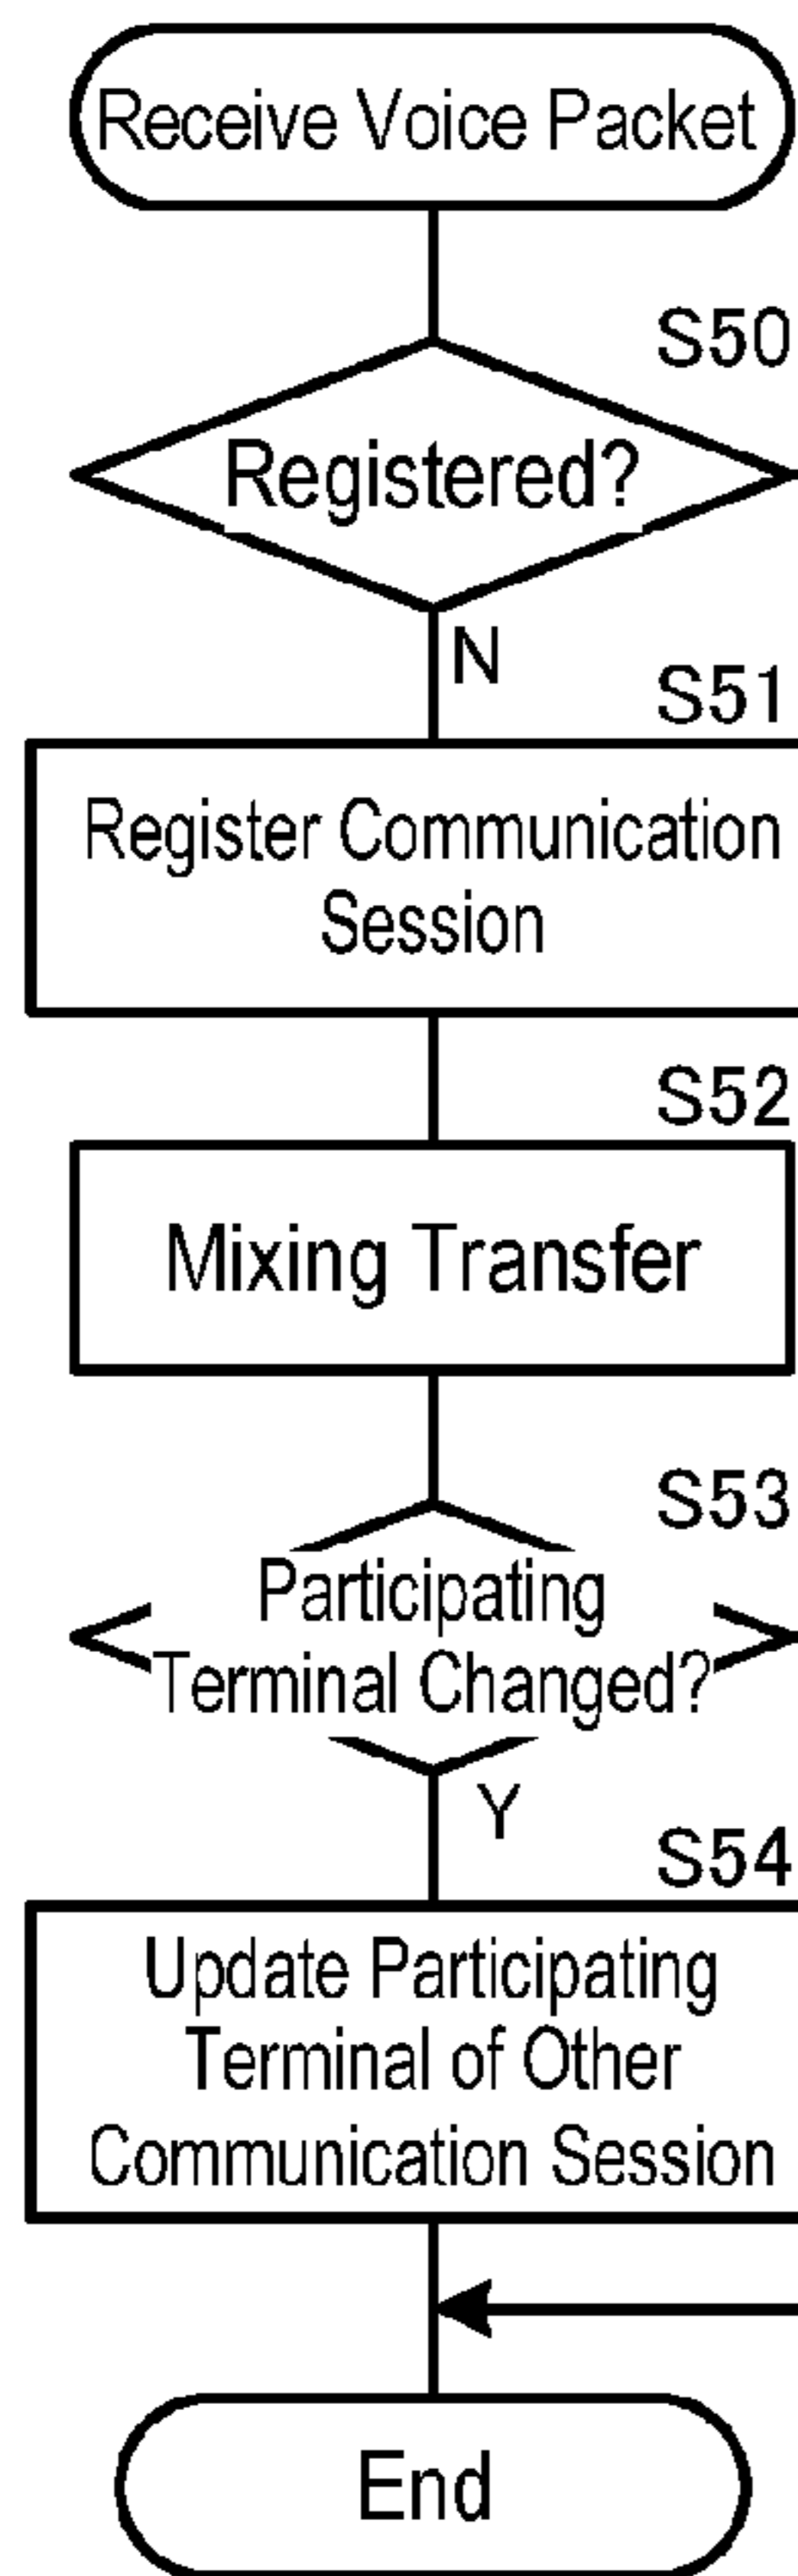 Receive Voice Packet
S50
Registered?
N
S51
Register Communication
Session
S52
Mixing Transfer
S53
Participating
Terminal Changed?
Y
S54
Update Participating
Terminal of Other
Communication Session
End